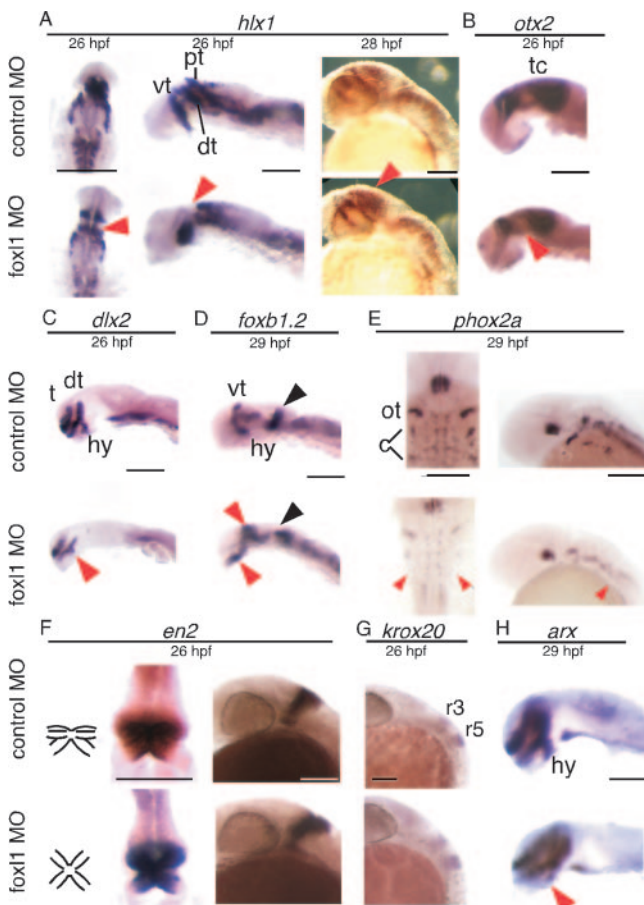 A hlx1 B otx2
26 hpf 26 hpf 28 hpf 26 hpf
control MO
pt
vt
dt
tc
foxl1 MO
C dlx2 D foxb1.2 E phox2a
26 hpf 29 hpf 29 hpf
control MO
t dt
hy
vt
hy
ot
c
foxl1 MO
F en2 G krox20 H arx
26 hpf 26 hpf 29 hpf
control MO
r3
r5
hy
foxl1 MO